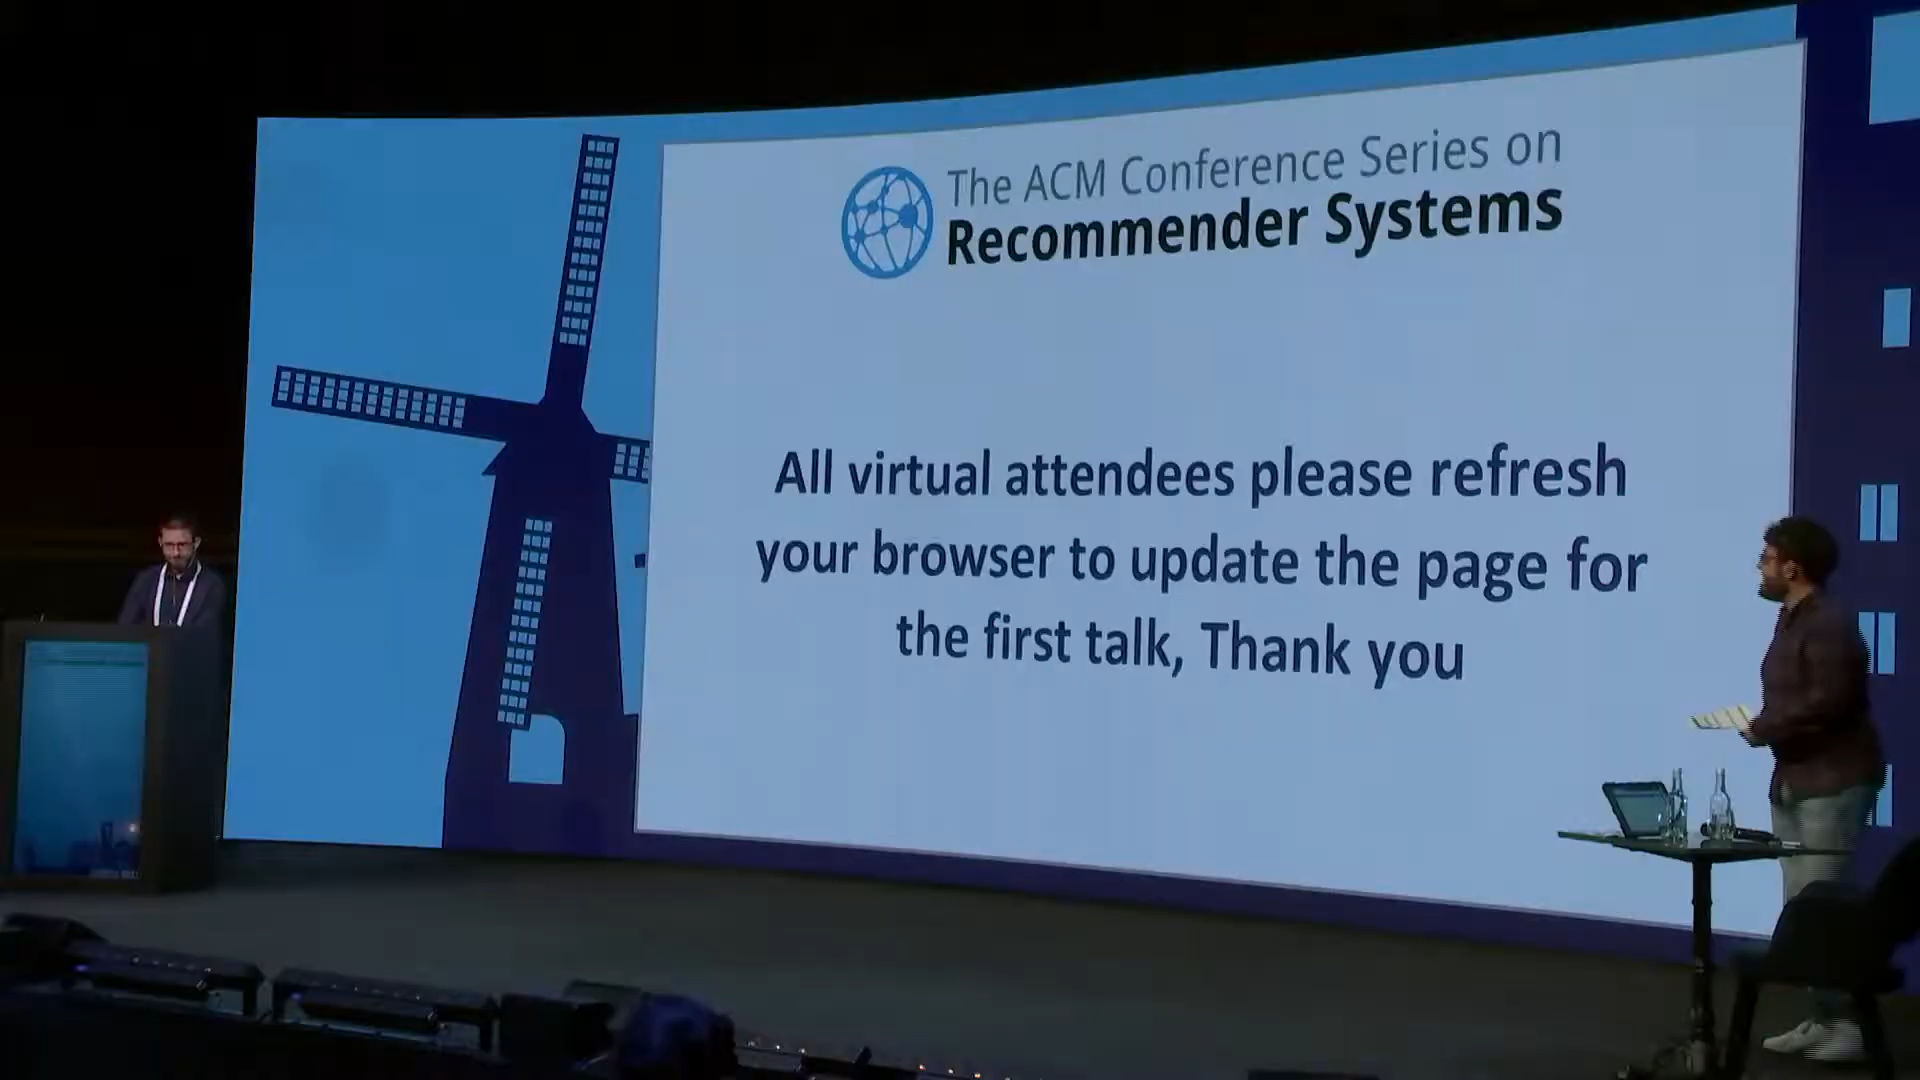 The ACM Conference Series on
Recommender Systems
All virtual attendees please refresh
your browser to update the page for
the first talk, Thank you